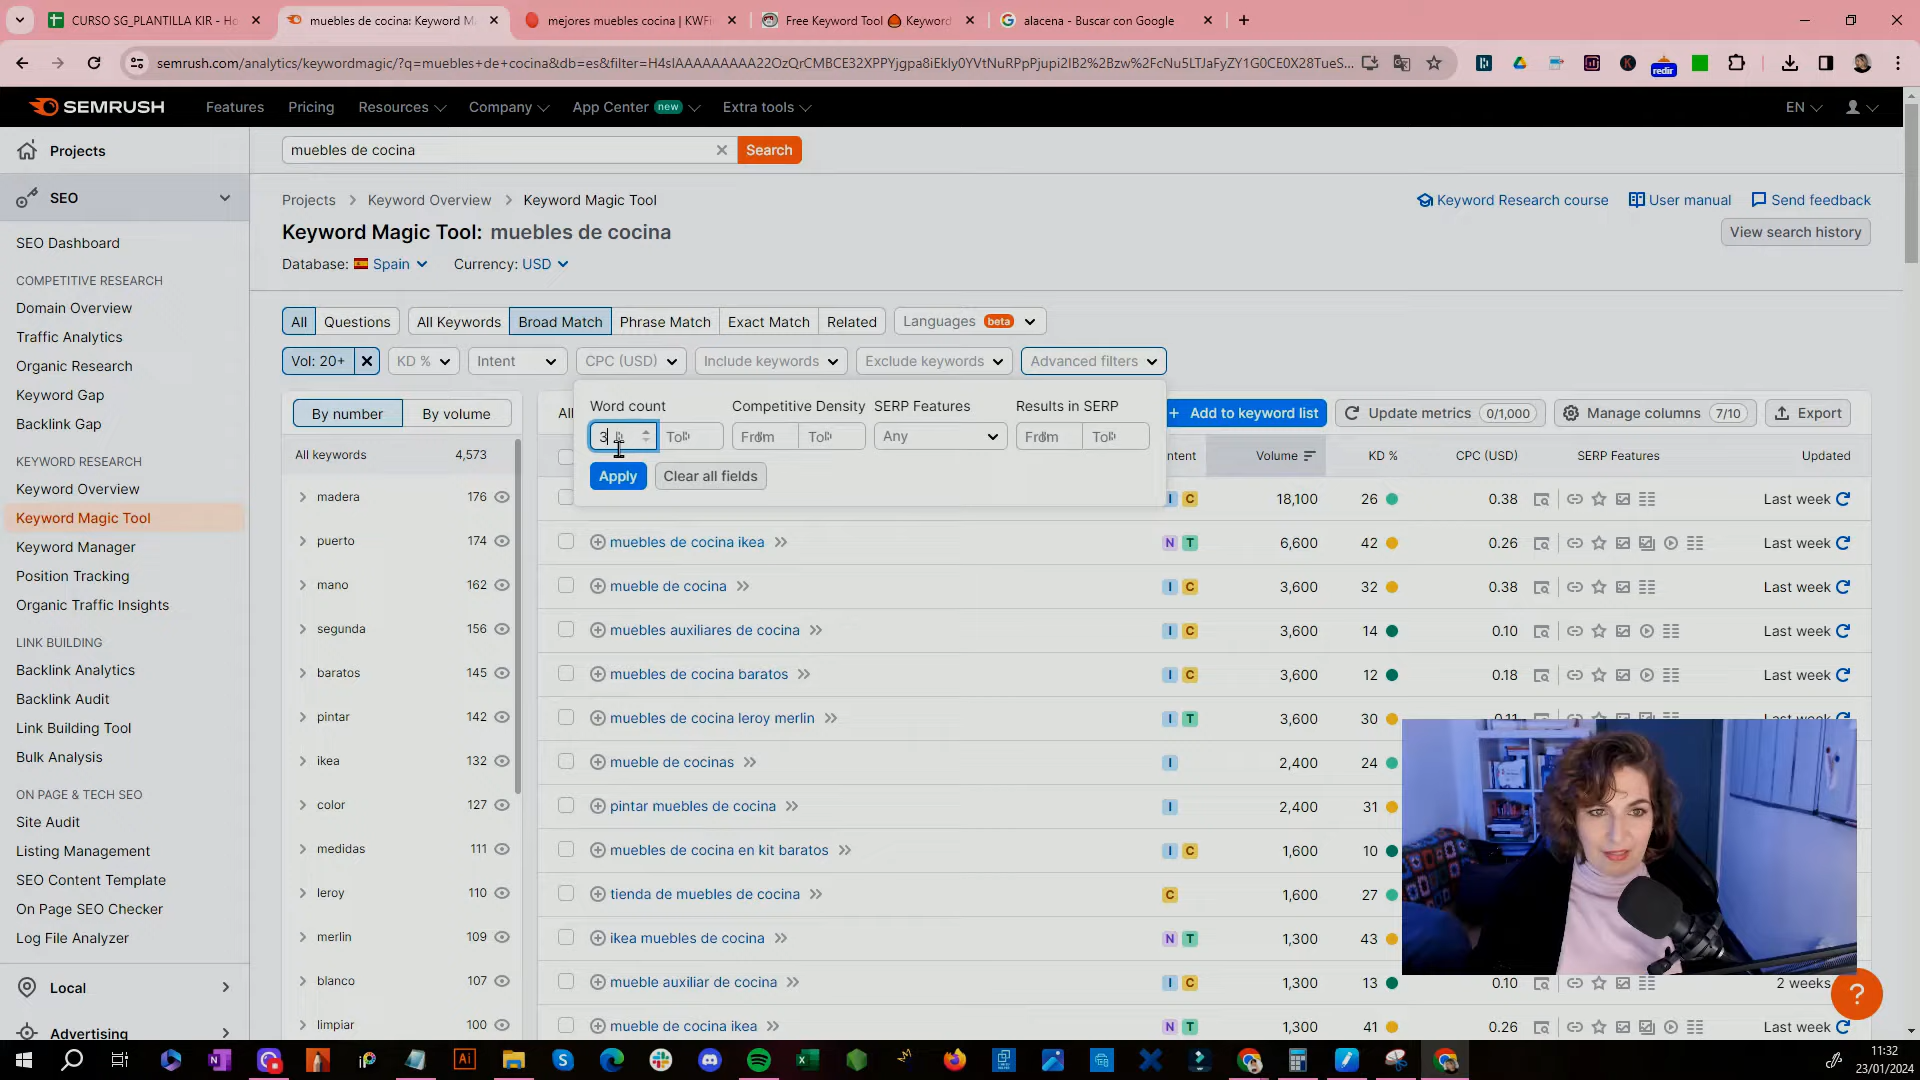 CURSO SG_PLANTILLA KIR - Ho
muebles de cocina: Keyword M
mejores muebles cocina | KWFi
Free Keyword Tool 🌰 Keyword
alacena - Buscar con Google
semrush.com/analytics/keywordmagic/?q=muebles+de+cocina&db=es&filter=
redir
SEMRUSH
Features
Pricing
Resources
Company
App Center new
Extra tools
EN
Projects
muebles de cocina
Search
SEO
Projects > Keyword Overview > Keyword Magic Tool
Keyword Research course
User manual
Send feedback
Keyword Magic Tool: muebles de cocina
View search history
Database: Spain
Currency: USD
All
Questions
All Keywords
Broad Match
Phrase Match
Exact Match
Related
Languages beta
Vol: 20+
KD %
Intent
CPC (USD)
Include keywords
Exclude keywords
Advanced filters
Word count
Competitive Density
SERP Features
Results in SERP
3
To
From
To
Any
From
To
Apply
Clear all fields
By number
By volume
All
+ Add to keyword list
Update metrics 0/1,000
Manage columns 7/10
Export
SEO Dashboard
COMPETITIVE RESEARCH
Domain Overview
Traffic Analytics
Organic Research
Keyword Gap
Backlink Gap
KEYWORD RESEARCH
Keyword Overview
Keyword Magic Tool
Keyword Manager
Position Tracking
Organic Traffic Insights
LINK BUILDING
Backlink Analytics
Backlink Audit
Link Building Tool
Bulk Analysis
ON PAGE & TECH SEO
Site Audit
Listing Management
SEO Content Template
On Page SEO Checker
Log File Analyzer
Local
Advertising
All keywords 4,573
madera 176
puerto 174
mano 162
segunda 156
baratos 145
pintar 142
ikea 132
color 127
medidas 111
leroy 110
merlin 109
blanco 107
limpiar 100
ntent Volume KD % CPC (USD) SERP Features Updated
I C 18,100 26 0.38 Last week
muebles de cocina ikea N T 6,600 42 0.26 Last week
mueble de cocina I C 3,600 32 0.38 Last week
muebles auxiliares de cocina I C 3,600 14 0.10 Last week
muebles de cocina baratos I C 3,600 12 0.18 Last week
muebles de cocina leroy merlin I T 3,600 30 0.11 Last week
mueble de cocinas I 2,400 24
pintar muebles de cocina I 2,400 31
muebles de cocina en kit baratos I C 1,600 10
tienda de muebles de cocina C 1,600 27
ikea muebles de cocina N T 1,300 43
mueble auxiliar de cocina I C 1,300 13 0.10 2 weeks
mueble de cocina ikea N T 1,300 41 0.26 Last week
?
11:32
23/01/2024